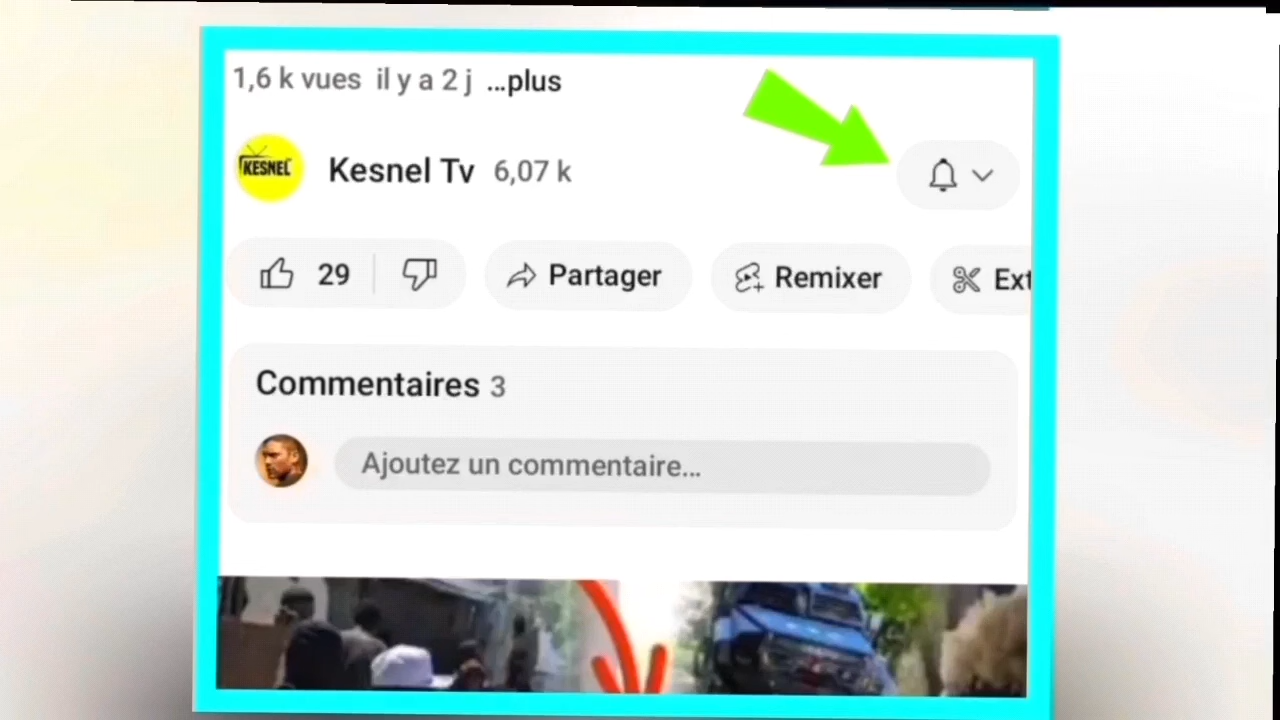 1,6 k vues il y a 2 j ...plus
KESNEL
Kesnel Tv 6,07 k
29 Partager Remixer Ext
Commentaires 3
Ajoutez un commentaire...